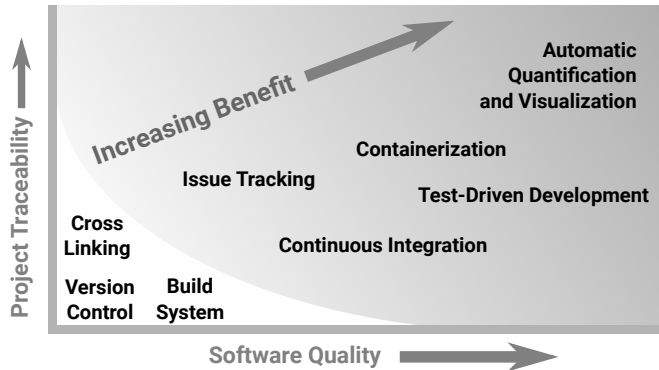 Automatic
Quantification
and Visualization
Increasing Benefit
Containerization
Issue Tracking
Test-Driven Development
Cross
Linking
Continuous Integration
Version
Control
Build
System
Project Traceability
Software Quality